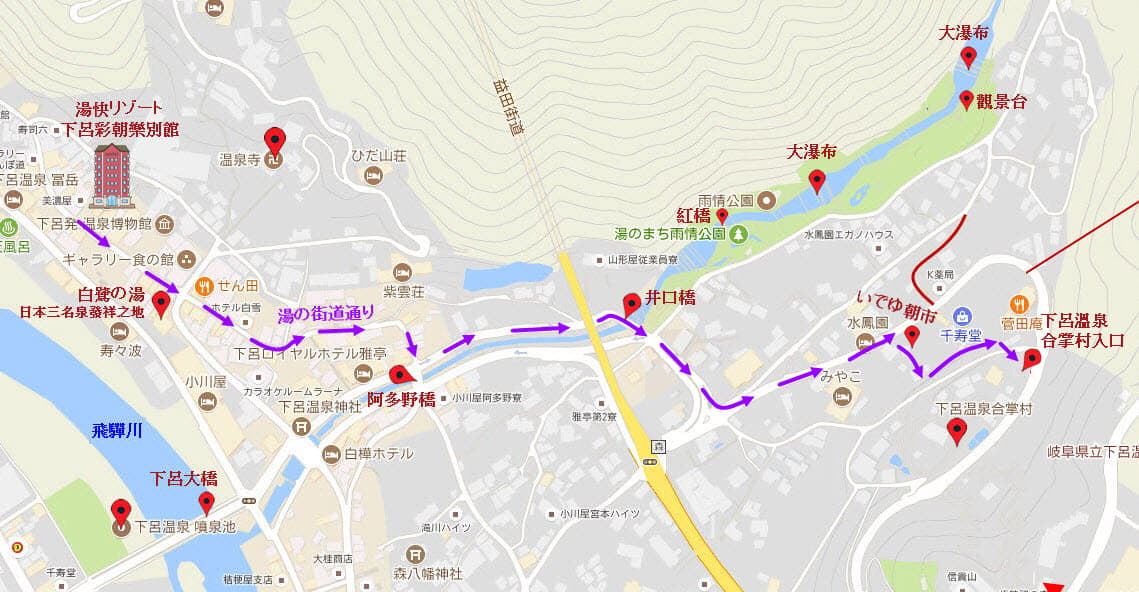 大瀑布
觀景台
益田街道
湯快リゾート
下呂彩朝樂別館
寿司六
温泉寺
ひだ山荘
大瀑布
下呂温泉 冨岳
美濃屋
雨情公園
紅橋
下呂発 温泉博物館
湯のまち雨情公園
水鳳園エガノハウス
ギャラリー食の館
山形屋従業員寮
K薬局
白鷺の湯
日本三名泉發祥之地
せん田
紫雲荘
井口橋
いでゆ朝市
ホテル白雪
湯の街道通り
水鳳園
千寿堂
菅田庵
下呂温泉
合掌村入口
寿々波
下呂ロイヤルホテル雅亭
小川屋
カラオケルームラーナ
阿多野橋
小川屋阿多野寮
みやこ
下呂温泉神社
雅亭第2寮
下呂温泉合掌村
飛驒川
白樺ホテル
森
岐阜県立下呂温
下呂大橋
下呂温泉 噴泉池
滝川ハイツ
小川屋宮本ハイツ
大桂商店
千寿堂
桔梗屋支店
森八幡神社
信貴山